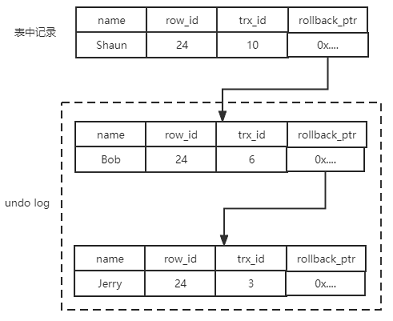 name row_id trx_id rollback_ptr
表中记录
Shaun 24 10 0x....
name row_id trx_id rollback_ptr
Bob 24 6 0x....
undo log
name row_id trx_id rollback_ptr
Jerry 24 3 0x....